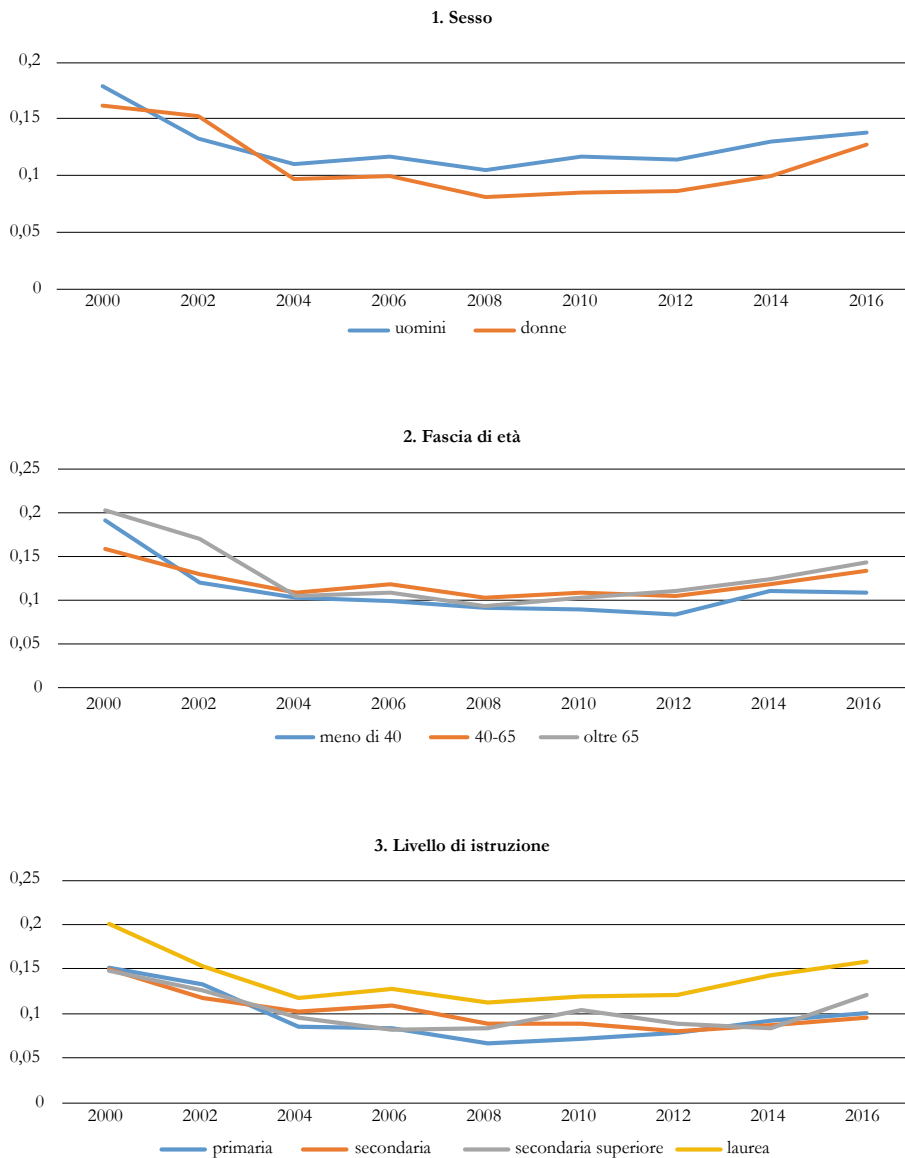 1. Sesso
0,2
0,15
0,1
0,05
0
2000 2002 2004 2006 2008 2010 2012 2014 2016
uomini donne
2. Fascia di età
0,25
0,2
0,15
0,1
0,05
0
2000 2002 2004 2006 2008 2010 2012 2014 2016
meno di 40 40-65 oltre 65
3. Livello di istruzione
0,25
0,2
0,15
0,1
0,05
0
2000 2002 2004 2006 2008 2010 2012 2014 2016
primaria secondaria secondaria superiore laurea